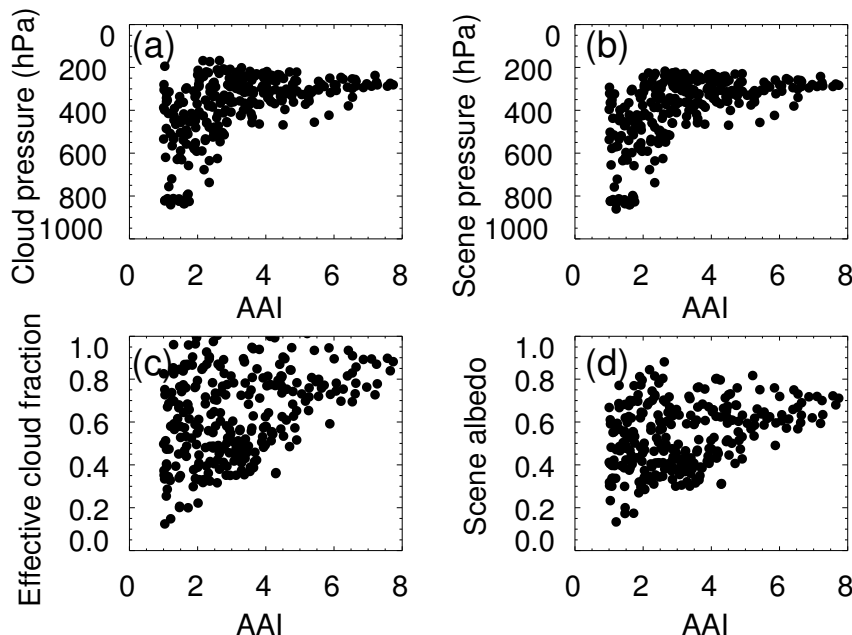 (a)
Cloud pressure (hPa)
0
200
400
600
800
1000
0 2 4 6 8
AAI
(b)
Scene pressure (hPa)
0
200
400
600
800
1000
0 2 4 6 8
AAI
(c)
Effective cloud fraction
1.0
0.8
0.6
0.4
0.2
0.0
0 2 4 6 8
AAI
(d)
Scene albedo
1.0
0.8
0.6
0.4
0.2
0.0
0 2 4 6 8
AAI